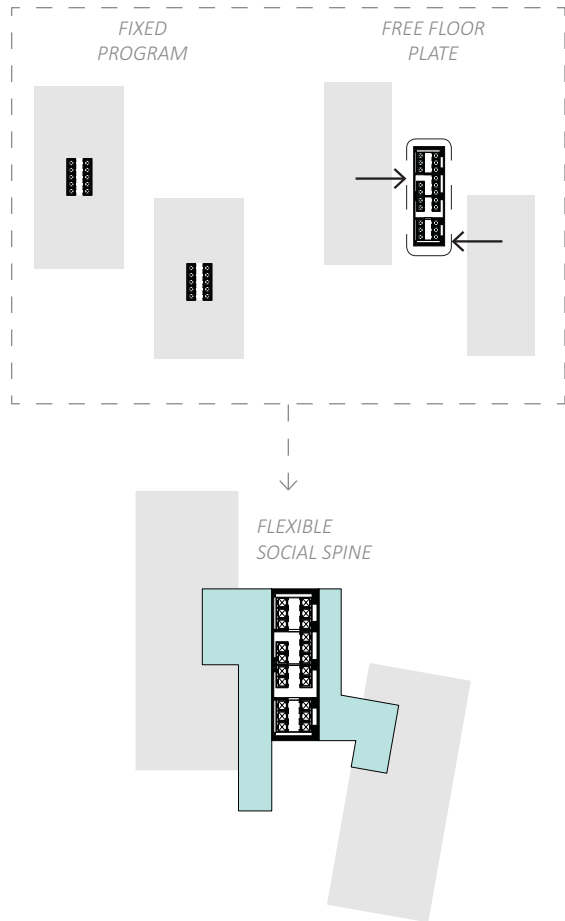 FIXED
PROGRAM
FREE FLOOR
PLATE
FLEXIBLE
SOCIAL SPINE